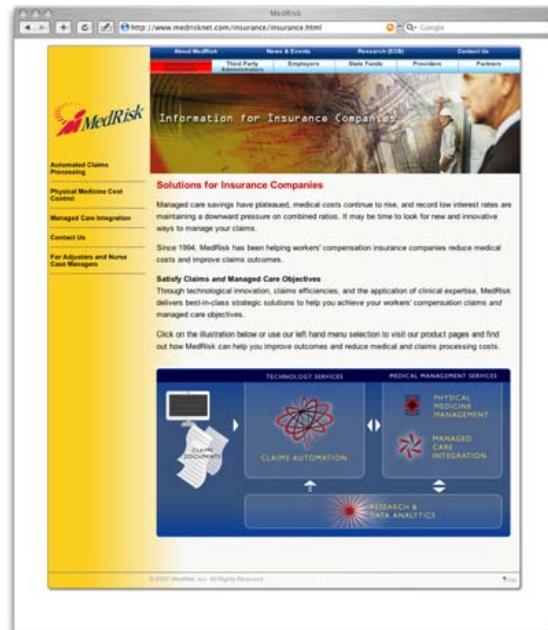 MedRisk
http://www.medrisknet.com/insurance/insurance.html
Google
About MedRisk News & Events Research (EOB) Contact Us
Third Party Administrators Employers State Funds Providers Partners
MedRisk
Information for Insurance Companies
Automated Claims
Processing
Physical Medicine Cost
Control
Managed Care Integration
Contact Us
For Adjusters and Nurse
Case Managers
Solutions for Insurance Companies
Managed care savings have plateaued, medical costs continue to rise, and record low interest rates are
maintaining a downward pressure on combined ratios. It may be time to look for new and innovative
ways to manage your claims.
Since 1994, MedRisk has been helping workers' compensation insurance companies reduce medical
costs and improve claims outcomes.
Satisfy Claims and Managed Care Objectives
Through technological innovation, claims efficiencies, and the application of clinical expertise, MedRisk
delivers best-in-class strategic solutions to help you achieve your workers' compensation claims and
managed care objectives.
Click on the illustration below or use our left hand menu selection to visit our product pages and find
out how MedRisk can help you improve outcomes and reduce medical and claims processing costs.
TECHNOLOGY SERVICES
MEDICAL MANAGEMENT SERVICES
CLAIMS
DOCUMENTS
CLAIMS AUTOMATION
PHYSICAL
MEDICINE
MANAGEMENT
MANAGED
CARE
INTEGRATION
RESEARCH &
DATA ANALYTICS
© 2007 MedRisk, Inc. All Rights Reserved